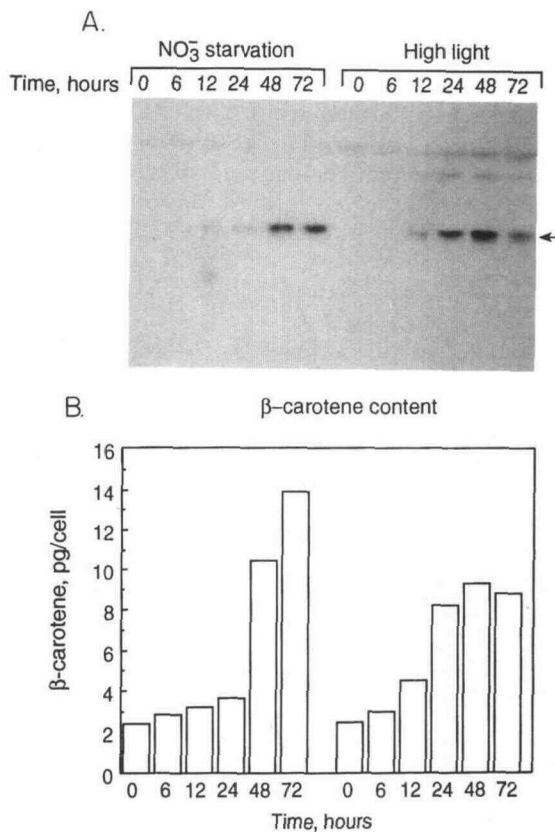 A.
NO₃⁻ starvation High light
Time, hours 0 6 12 24 48 72 0 6 12 24 48 72
B. β–carotene content
16
14
12
10
8
6
4
2
0
β-carotene, pg/cell
0 6 12 24 48 72 0 6 12 24 48 72
Time, hours